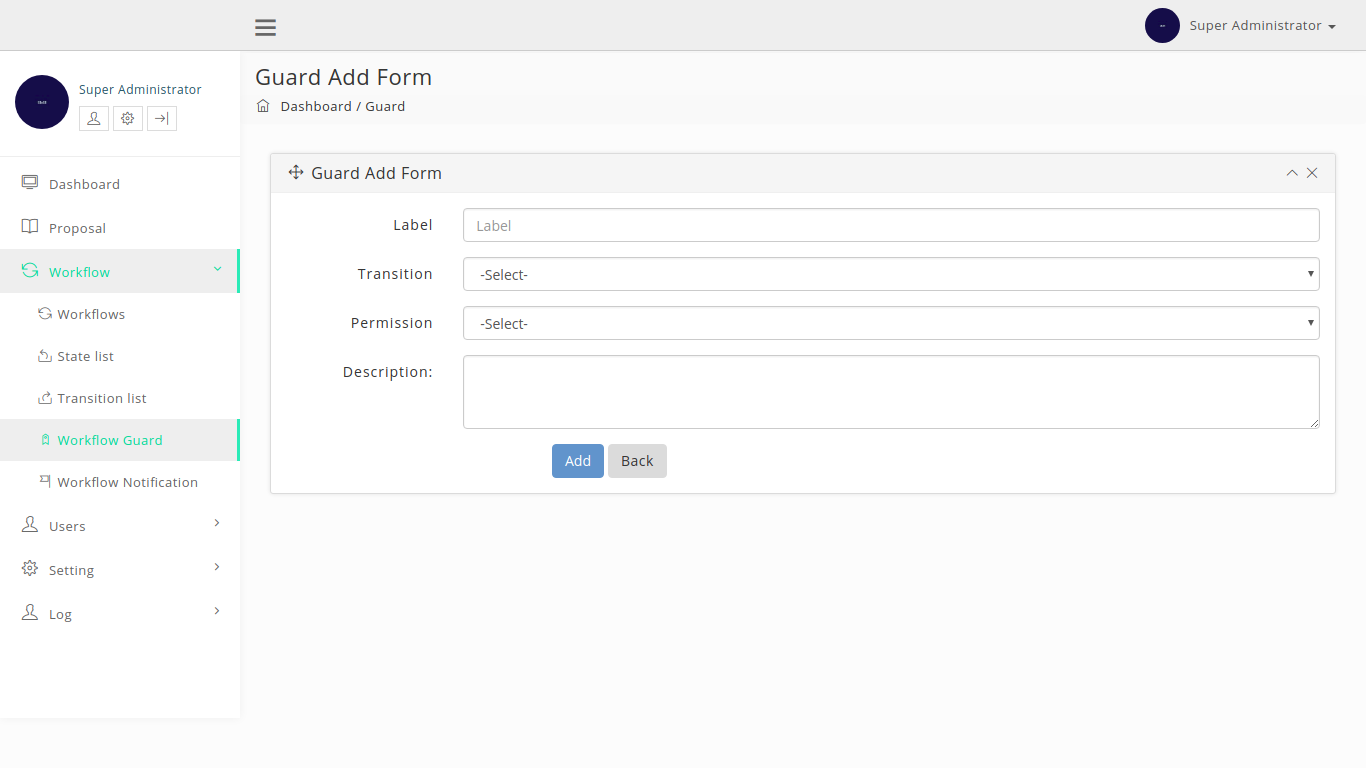 Super Administrator
Super Administrator
Guard Add Form
Dashboard / Guard
Dashboard
Proposal
Workflow
Workflows
State list
Transition list
Workflow Guard
Workflow Notification
Users
Setting
Log
Guard Add Form
Label
Label
Transition
-Select-
Permission
-Select-
Description:
Add
Back